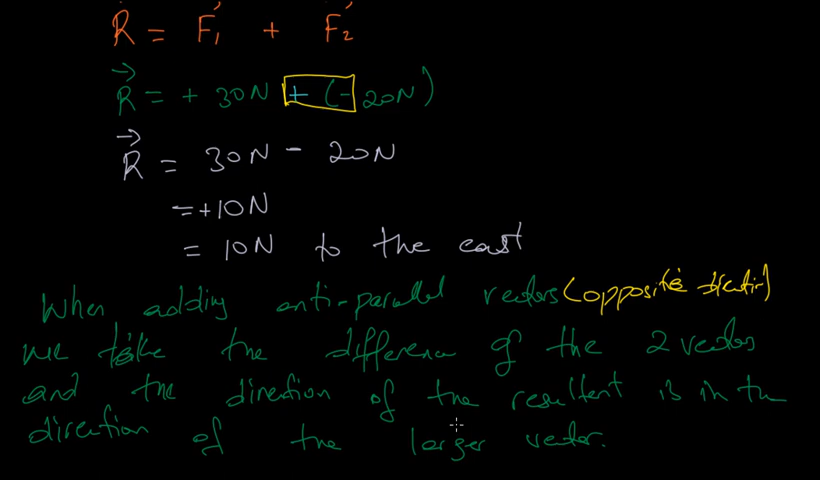 R = F₁ + F₂
R = + 30N + (- 20N)
R = 30N - 20N
= +10N
= 10N to the east
When adding anti-parallel vectors (opposite direction)
we take the difference of the 2 vectors
and the direction of the resultent is in the
direction of the larger vector.